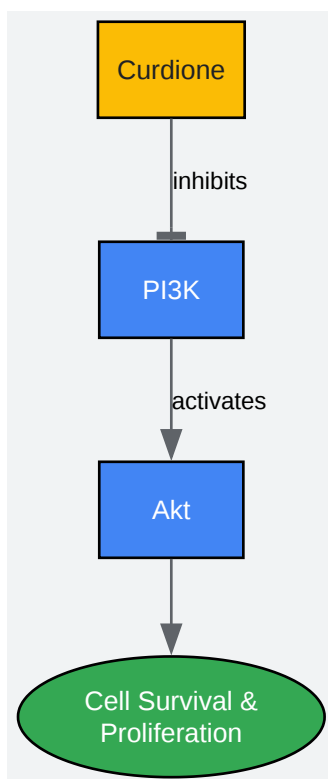 Curdione
inhibits
PI3K
activates
Akt
Cell Survival &
Proliferation